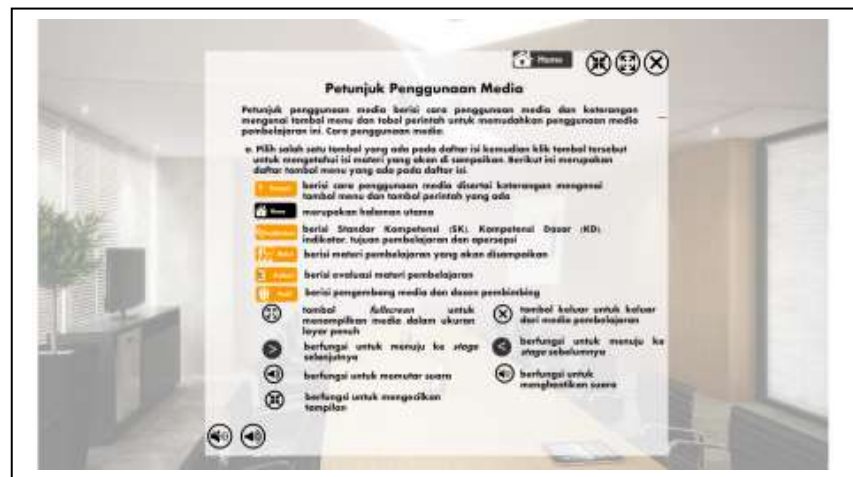 Home
Petunjuk Penggunaan Media
Petunjuk penggunaan media berisi cara penggunaan media dan keterangan
mengenai tombol menu dan tobol perintah untuk memudahkan penggunaan media
pembelajaran ini. Cara penggunaan media:
a. Pilih salah satu tombol yang ada pada daftar isi kemudian klik tombol tersebut
untuk mengetahui isi materi yang akan di sampaikan. Berikut ini merupakan
daftar tombol menu yang ada pada daftar isi
berisi cara penggunaan media disertai keterangan mengenai
tombol menu dan tombol perintah yang ada
Home merupakan halaman utama
berisi Standar Kompetensi (SK), Kompetensi Dasar (KD),
indikator, tujuan pembelajaran dan apersepsi
berisi materi pembelajaran yang akan disampaikan
berisi evaluasi materi pembelajaran
berisi pengembang media dan dosen pembimbing
tombol fullscreen untuk
menampilkan media dalam ukuran
layar penuh
tombol keluar untuk keluar
dari media pembelajaran
berfungsi untuk menuju ke stage
selanjutnya
berfungsi untuk menuju ke
stage sebelumnya
berfungsi untuk memutar suara
berfungsi untuk
menghentikan suara
berfungsi untuk mengecilkan
tampilan